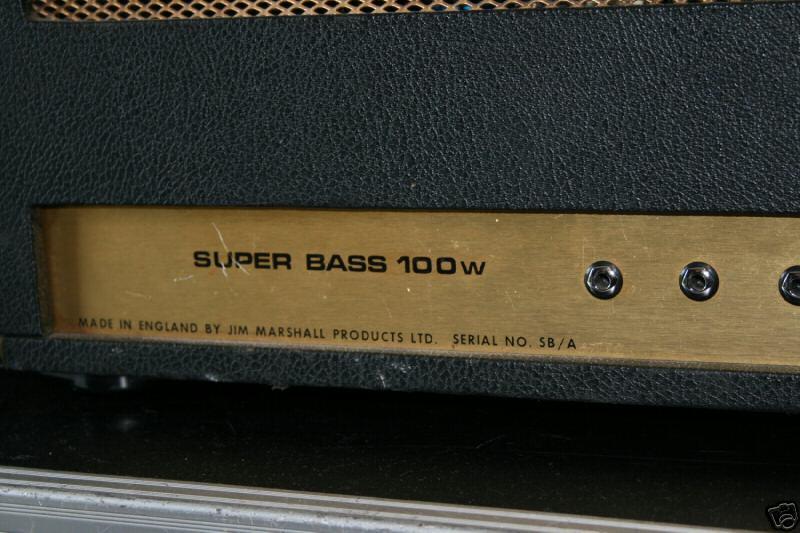 SUPER BASS 100W
MADE IN ENGLAND BY JIM MARSHALL PRODUCTS LTD. SERIAL NO. SB/A